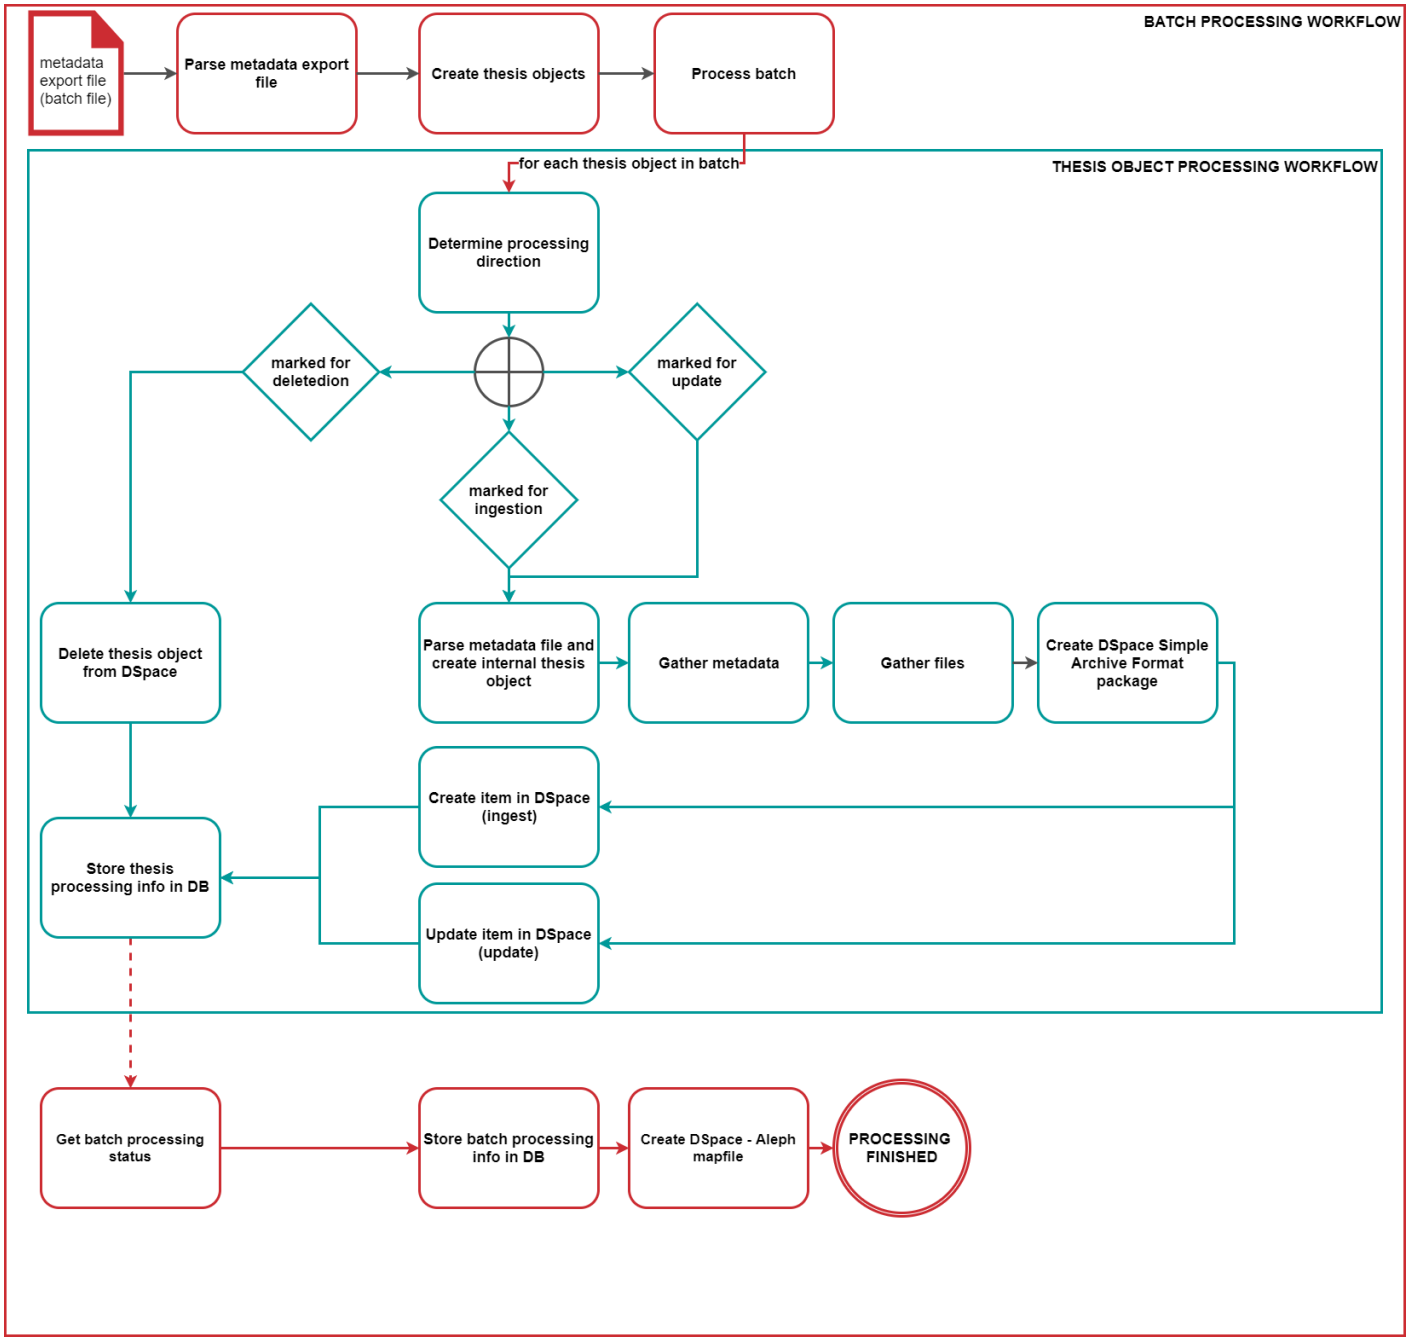 BATCH PROCESSING WORKFLOW
metadata
export file
(batch file)
Parse metadata export
file
Create thesis objects
Process batch
for each thesis object in batch
THESIS OBJECT PROCESSING WORKFLOW
Determine processing
direction
marked for
deletedion
marked for
update
marked for
ingestion
Delete thesis object
from DSpace
Parse metadata file and
create internal thesis
object
Gather metadata
Gather files
Create DSpace Simple
Archive Format
package
Create item in DSpace
(ingest)
Store thesis
processing info in DB
Update item in DSpace
(update)
Get batch processing
status
Store batch processing
info in DB
Create DSpace - Aleph
mapfile
PROCESSING
FINISHED